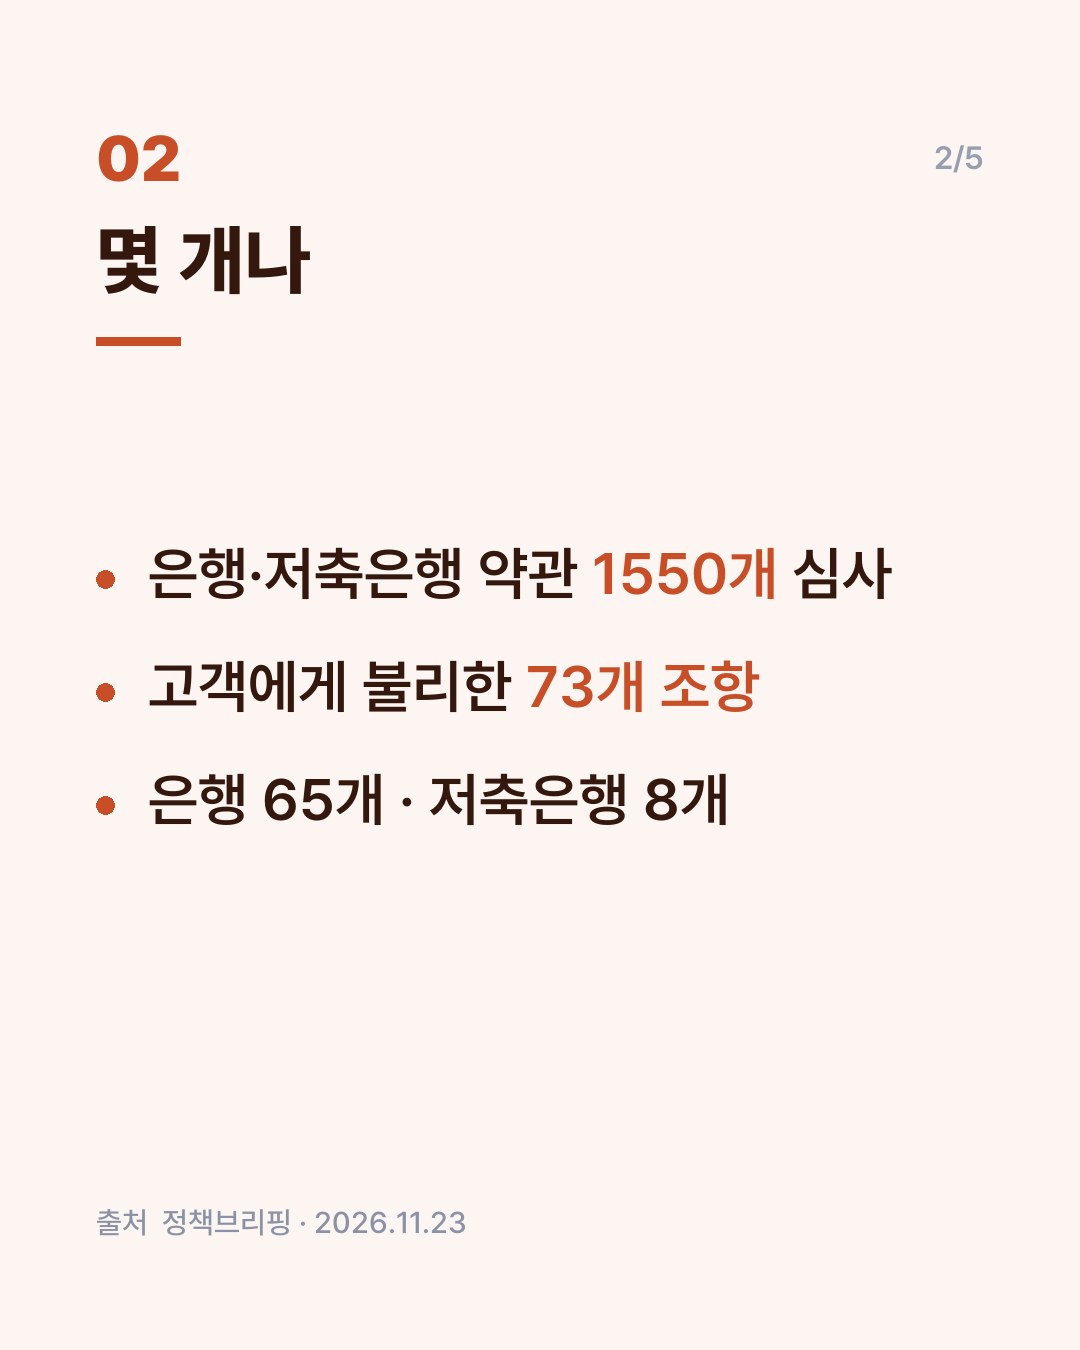 02
2/5
몇 개나
은행·저축은행 약관 1550개 심사
고객에게 불리한 73개 조항
은행 65개 · 저축은행 8개
출처 정책브리핑 · 2026.11.23